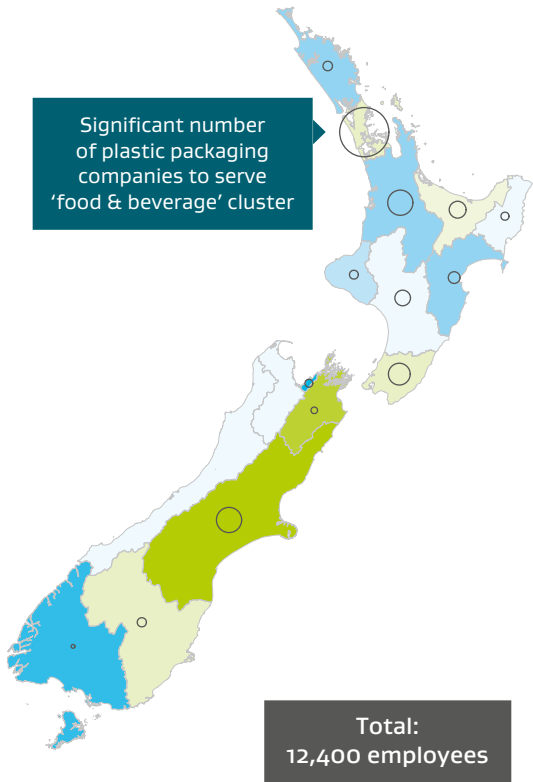 Significant number
of plastic packaging
companies to serve
‘food & beverage’ cluster
Total:
12,400 employees